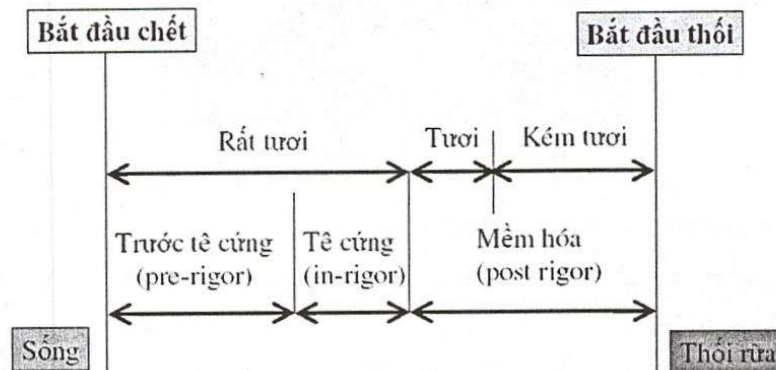 Bắt đầu chết
Bắt đầu thối
Rất tươi
Tươi
Kém tươi
Trước tê cứng
(pre-rigor)
Tê cứng
(in-rigor)
Mềm hóa
(post rigor)
Sống
Thối rữa